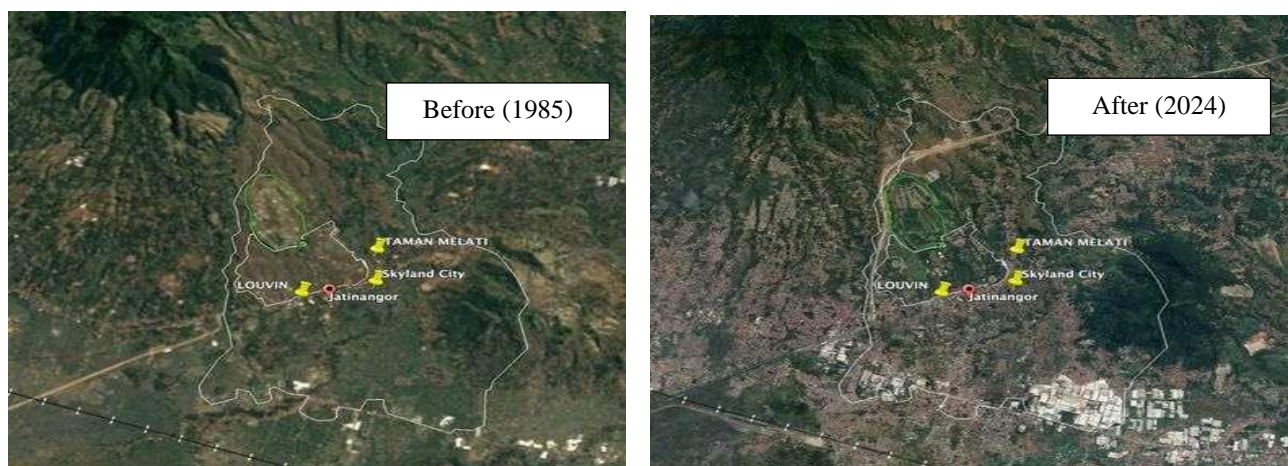 Before (1985)
TAMAN MELATI
Skyland City
LOUVIN
Jatinangor
After (2024)
TAMAN MELATI
Skyland City
LOUVIN
Jatinangor